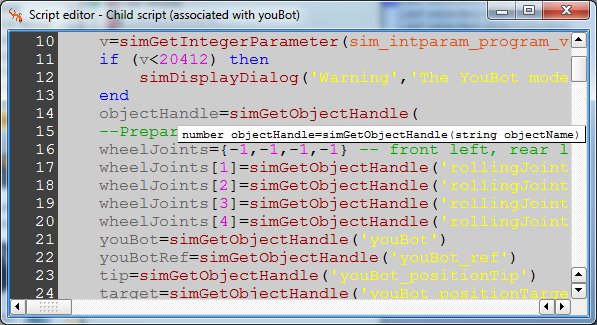 Script editor - Child script (associated with youBot)
10 v=simGetIntegerParameter(sim_intparam_program_v
11 if (v<20412) then
12 simDisplayDialog('Warning','The YouBot mode
13 end
14 objectHandle=simGetObjectHandle(
15 --Prepar
number objectHandle=simGetObjectHandle(string objectName)
16 wheelJoints={-1,-1,-1,-1} -- front left, rear l
17 wheelJoints[1]=simGetObjectHandle('rollingJoint
18 wheelJoints[2]=simGetObjectHandle('rollingJoint
19 wheelJoints[3]=simGetObjectHandle('rollingJoint
20 wheelJoints[4]=simGetObjectHandle('rollingJoint
21 youBot=simGetObjectHandle('youBot')
22 youBotRef=simGetObjectHandle('youBot_ref')
23 tip=simGetObjectHandle('youBot_positionTip')
24 target=simGetObjectHandle('youBot_positionTarge